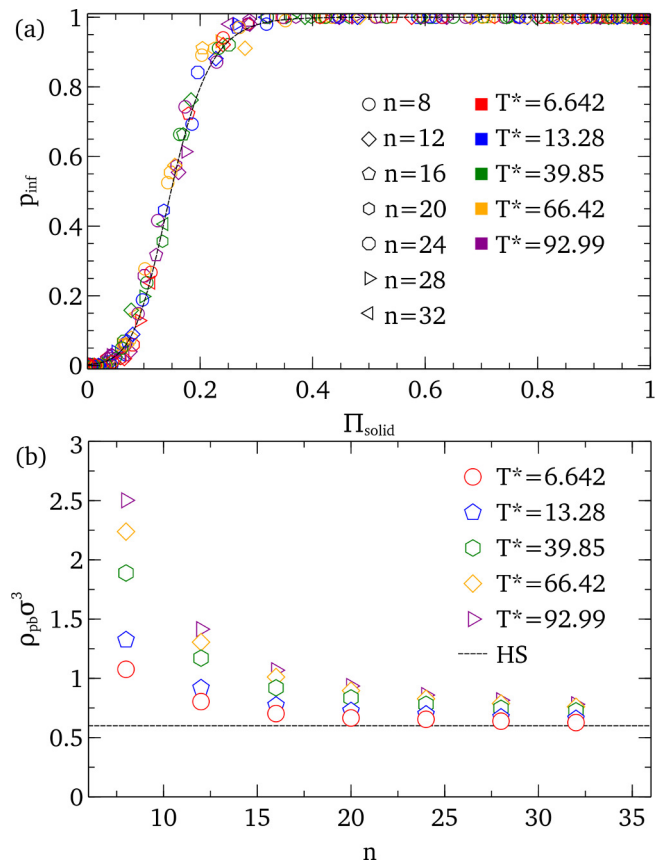 (a)
1
0.8
0.6
0.4
0.2
0
p_inf
n=8
n=12
n=16
n=20
n=24
n=28
n=32
T*=6.642
T*=13.28
T*=39.85
T*=66.42
T*=92.99
0 0.2 0.4 0.6 0.8 1
Π_solid
(b)
3
2.5
2
1.5
1
0.5
0
ρ_pbσ³
T*=6.642
T*=13.28
T*=39.85
T*=66.42
T*=92.99
HS
10 15 20 25 30 35
n